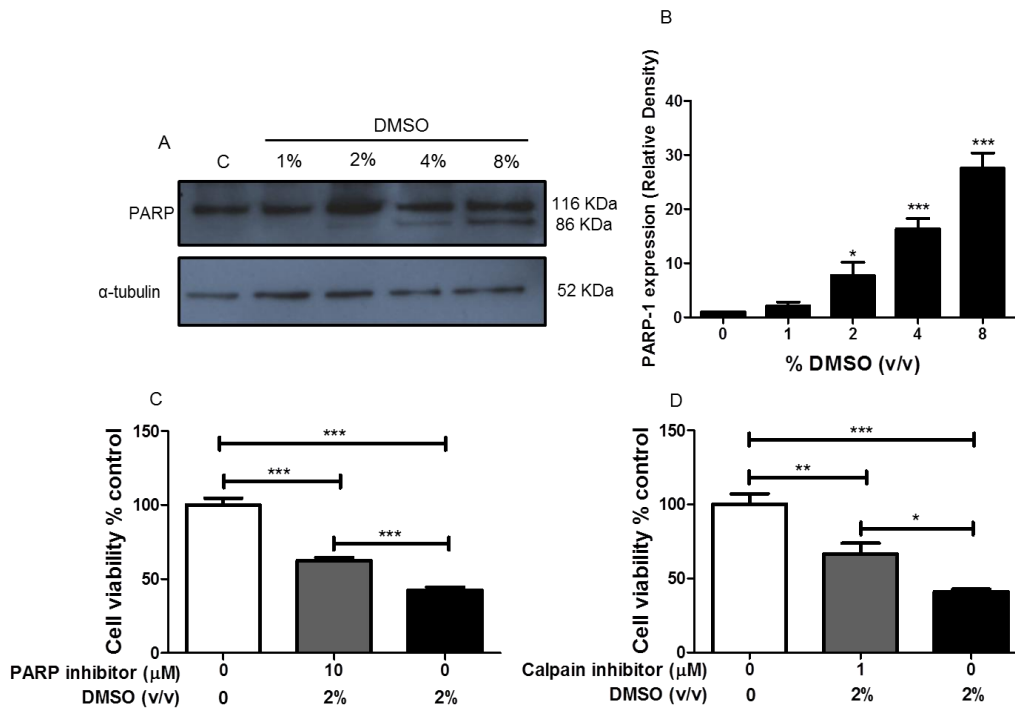 A
DMSO
C 1% 2% 4% 8%
PARP
116 KDa
86 KDa
α-tubulin
52 KDa
B
PARP-1 expression (Relative Density)
40
30
20
10
0
*
***
***
0 1 2 4 8
% DMSO (v/v)
C
Cell viability % control
150
100
50
0
***
***
***
PARP inhibitor (μM) 0 10 0
DMSO (v/v) 0 2% 2%
D
Cell viability % control
150
100
50
0
***
**
*
Calpain inhibitor (μM) 0 1 0
DMSO (v/v) 0 2% 2%